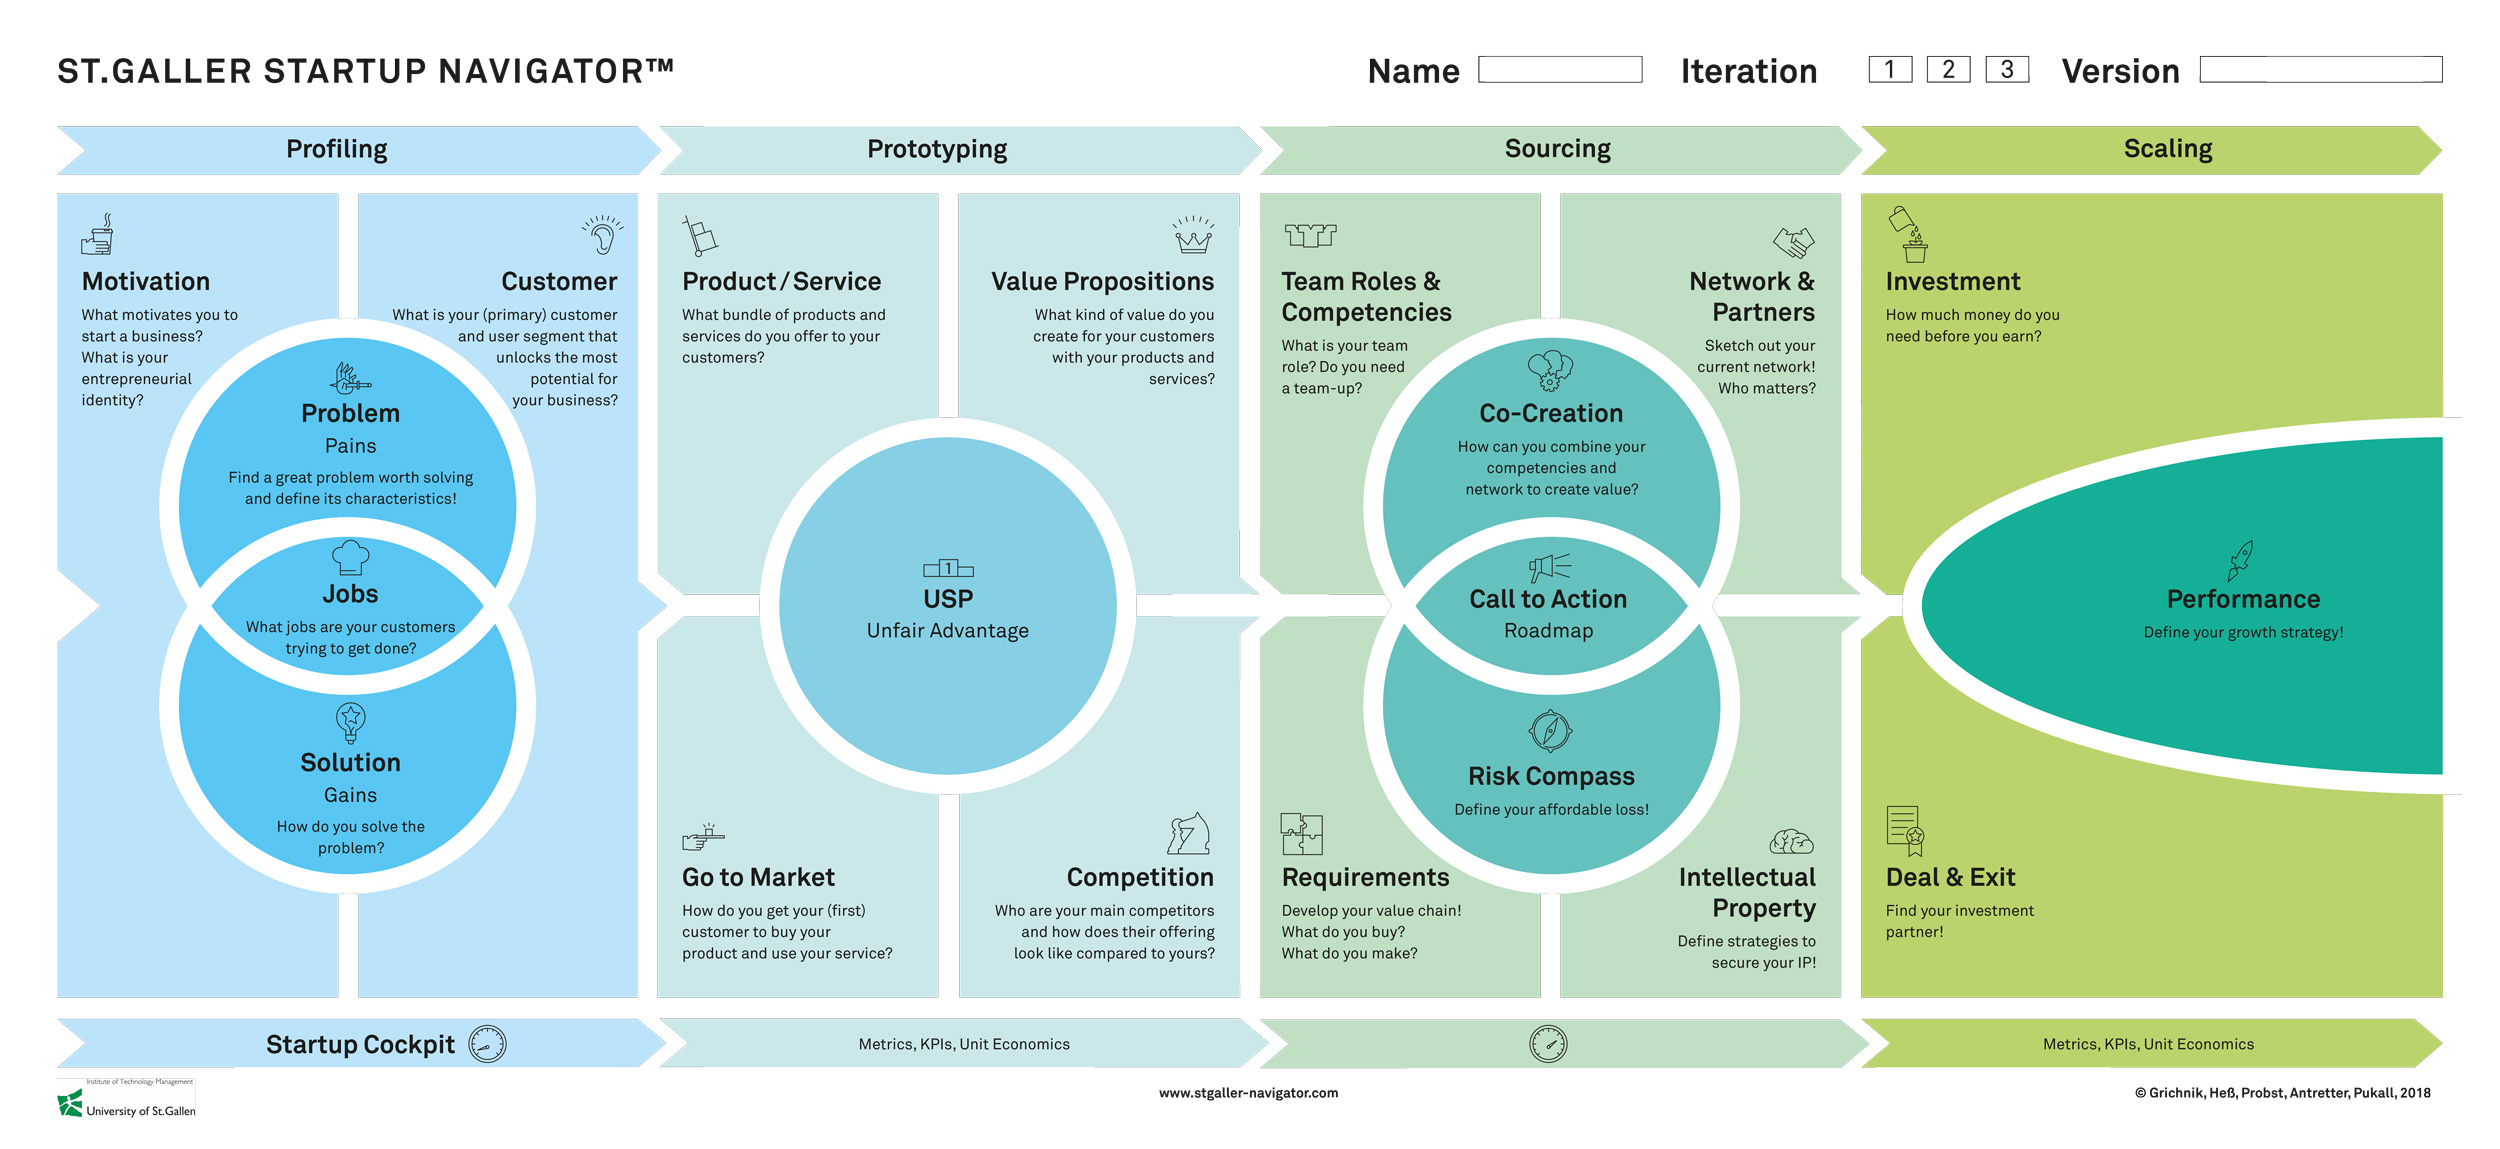 ST.GALLER STARTUP NAVIGATOR™
Name
Iteration
1
2
3
Version
Profiling
Prototyping
Sourcing
Scaling
Motivation
What motivates you to
start a business?
What is your
entrepreneurial
identity?
Customer
What is your (primary) customer
and user segment that
unlocks the most
potential for
your business?
Problem
Pains
Find a great problem worth solving
and define its characteristics!
Jobs
What jobs are your customers
trying to get done?
Solution
Gains
How do you solve the
problem?
Product/Service
What bundle of products and
services do you offer to your
customers?
Value Propositions
What kind of value do you
create for your customers
with your products and
services?
1
USP
Unfair Advantage
Go to Market
How do you get your (first)
customer to buy your
product and use your service?
Competition
Who are your main competitors
and how does their offering
look like compared to yours?
Team Roles &
Competencies
What is your team
role? Do you need
a team-up?
Network &
Partners
Sketch out your
current network!
Who matters?
Co-Creation
How can you combine your
competencies and
network to create value?
Call to Action
Roadmap
Risk Compass
Define your affordable loss!
Requirements
Develop your value chain!
What do you buy?
What do you make?
Intellectual
Property
Define strategies to
secure your IP!
Investment
How much money do you
need before you earn?
Performance
Define your growth strategy!
Deal & Exit
Find your investment
partner!
Startup Cockpit
Metrics, KPIs, Unit Economics
Metrics, KPIs, Unit Economics
Institute of Technology Management
University of St.Gallen
www.stgaller-navigator.com
© Grichnik, Heß, Probst, Antretter, Pukall, 2018